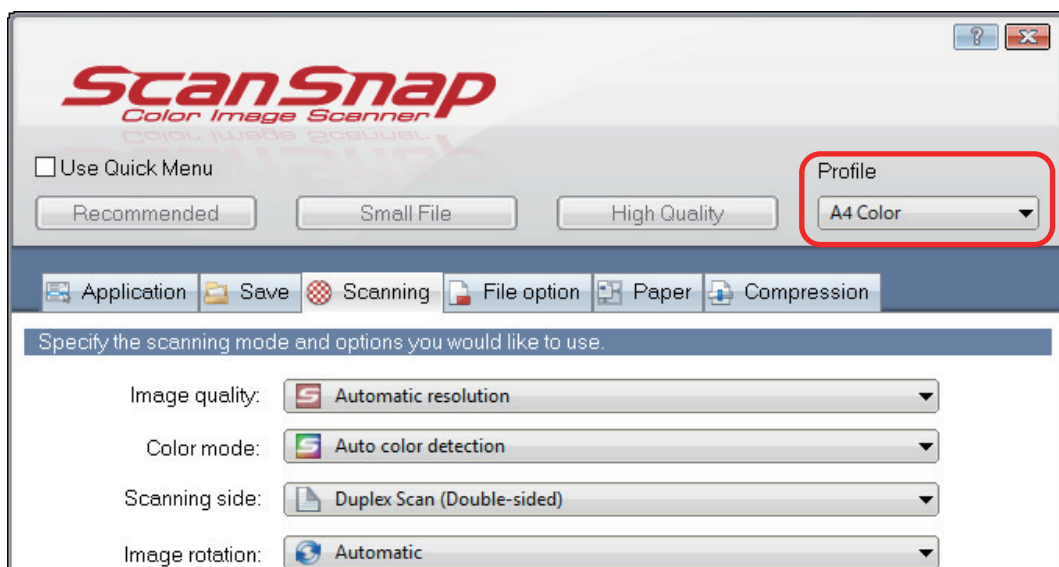 ?
ScanSnap
Color Image Scanner
Use Quick Menu
Profile
Recommended Small File High Quality A4 Color
Application Save Scanning File option Paper Compression
Specify the scanning mode and options you would like to use.
Image quality: Automatic resolution
Color mode: Auto color detection
Scanning side: Duplex Scan (Double-sided)
Image rotation: Automatic